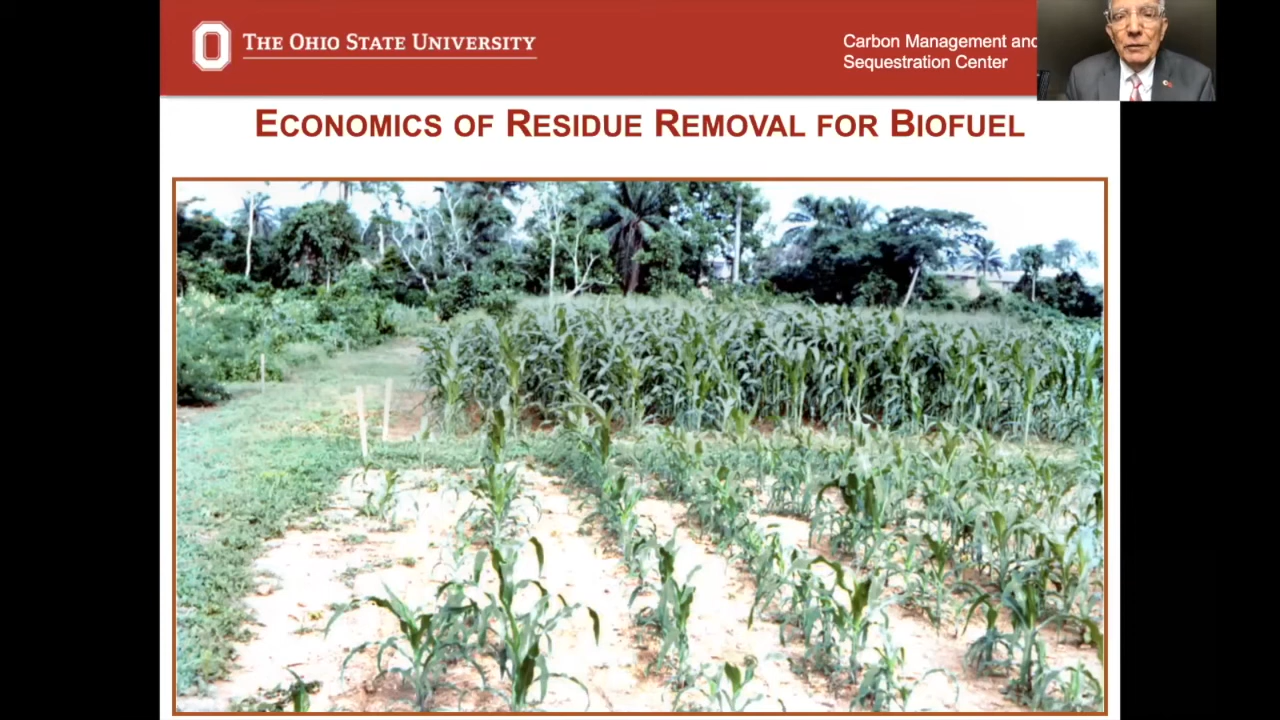 THE OHIO STATE UNIVERSITY
Carbon Management and
Sequestration Center
ECONOMICS OF RESIDUE REMOVAL FOR BIOFUEL